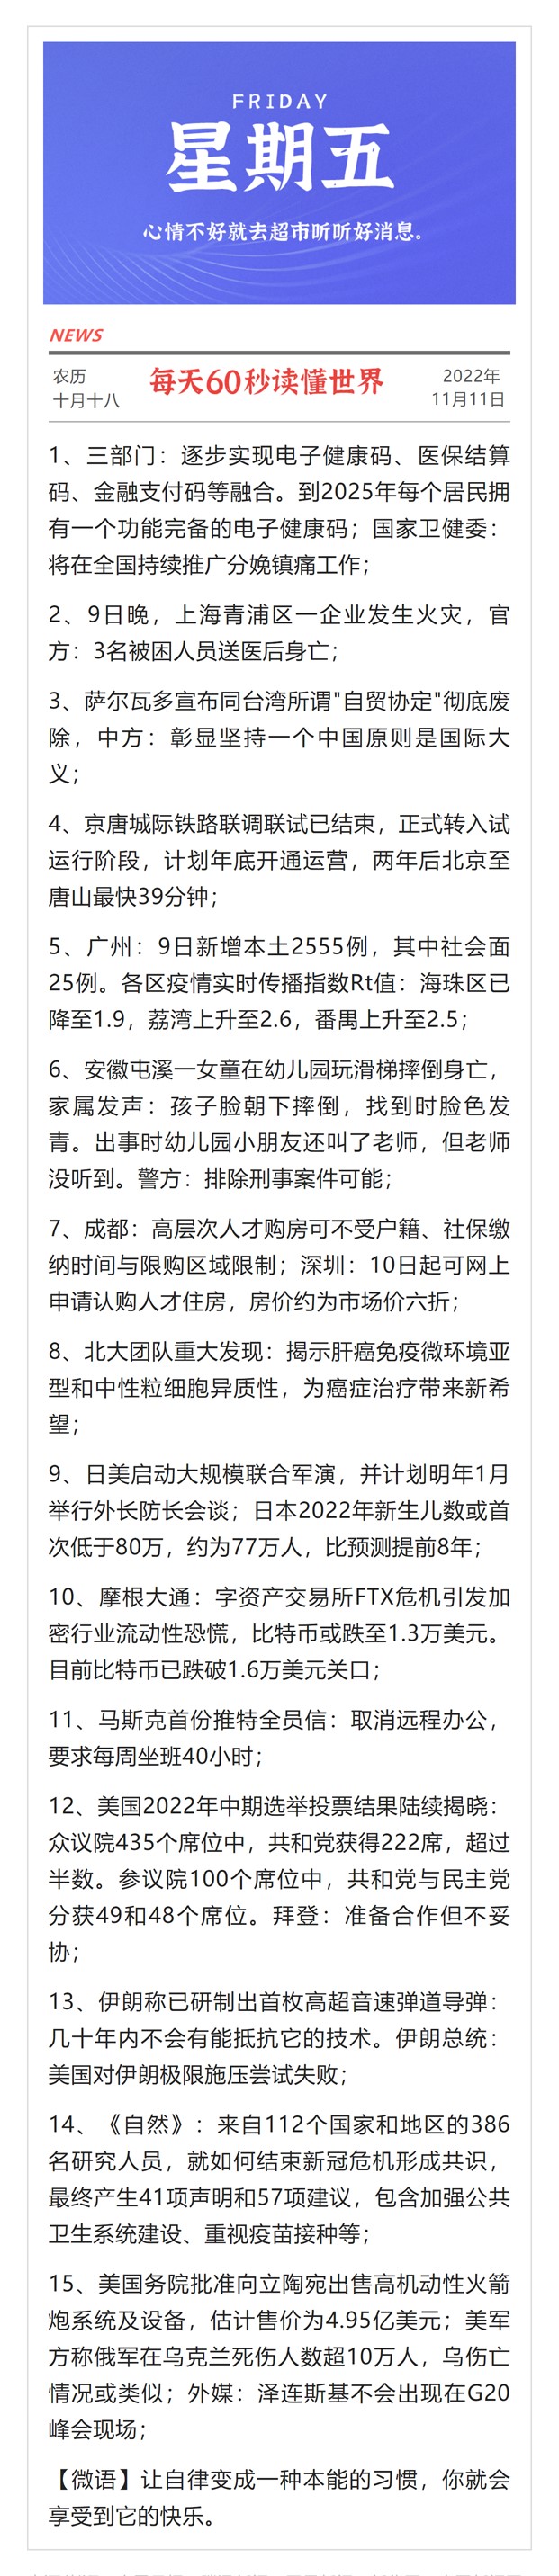 FRIDAY
星期五
心情不好就去超市听听好消息。
NEWS
农历
十月十八
每天60秒读懂世界
2022年
11月11日
1、三部门：逐步实现电子健康码、医保结算
码、金融支付码等融合。到2025年每个居民拥
有一个功能完备的电子健康码；国家卫健委：
将在全国持续推广分娩镇痛工作；
2、9日晚，上海青浦区一企业发生火灾，官
方：3名被困人员送医后身亡；
3、萨尔瓦多宣布同台湾所谓"自贸协定"彻底废
除，中方：彰显坚持一个中国原则是国际大
义；
4、京唐城际铁路联调联试已结束，正式转入试
运行阶段，计划年底开通运营，两年后北京至
唐山最快39分钟；
5、广州：9日新增本土2555例，其中社会面
25例。各区疫情实时传播指数Rt值：海珠区已
降至1.9，荔湾上升至2.6，番禺上升至2.5；
6、安徽屯溪一女童在幼儿园玩滑梯摔倒身亡，
家属发声：孩子脸朝下摔倒，找到时脸色发
青。出事时幼儿园小朋友还叫了老师，但老师
没听到。警方：排除刑事案件可能；
7、成都：高层次人才购房可不受户籍、社保缴
纳时间与限购区域限制；深圳：10日起可网上
申请认购人才住房，房价约为市场价六折；
8、北大团队重大发现：揭示肝癌免疫微环境亚
型和中性粒细胞异质性，为癌症治疗带来新希
望；
9、日美启动大规模联合军演，并计划明年1月
举行外长防长会谈；日本2022年新生儿数或首
次低于80万，约为77万人，比预测提前8年；
10、摩根大通：字资产交易所FTX危机引发加
密行业流动性恐慌，比特币或跌至1.3万美元。
目前比特币已跌破1.6万美元关口；
11、马斯克首份推特全员信：取消远程办公，
要求每周坐班40小时；
12、美国2022年中期选举投票结果陆续揭晓：
众议院435个席位中，共和党获得222席，超过
半数。参议院100个席位中，共和党与民主党
分获49和48个席位。拜登：准备合作但不妥
协；
13、伊朗称已研制出首枚高超音速弹道导弹：
几十年内不会有能抵抗它的技术。伊朗总统：
美国对伊朗极限施压尝试失败；
14、《自然》：来自112个国家和地区的386
名研究人员，就如何结束新冠危机形成共识，
最终产生41项声明和57项建议，包含加强公共
卫生系统建设、重视疫苗接种等；
15、美国务院批准向立陶宛出售高机动性火箭
炮系统及设备，估计售价为4.95亿美元；美军
方称俄军在乌克兰死伤人数超10万人，乌伤亡
情况或类似；外媒：泽连斯基不会出现在G20
峰会现场；
【微语】让自律变成一种本能的习惯，你就会
享受到它的快乐。